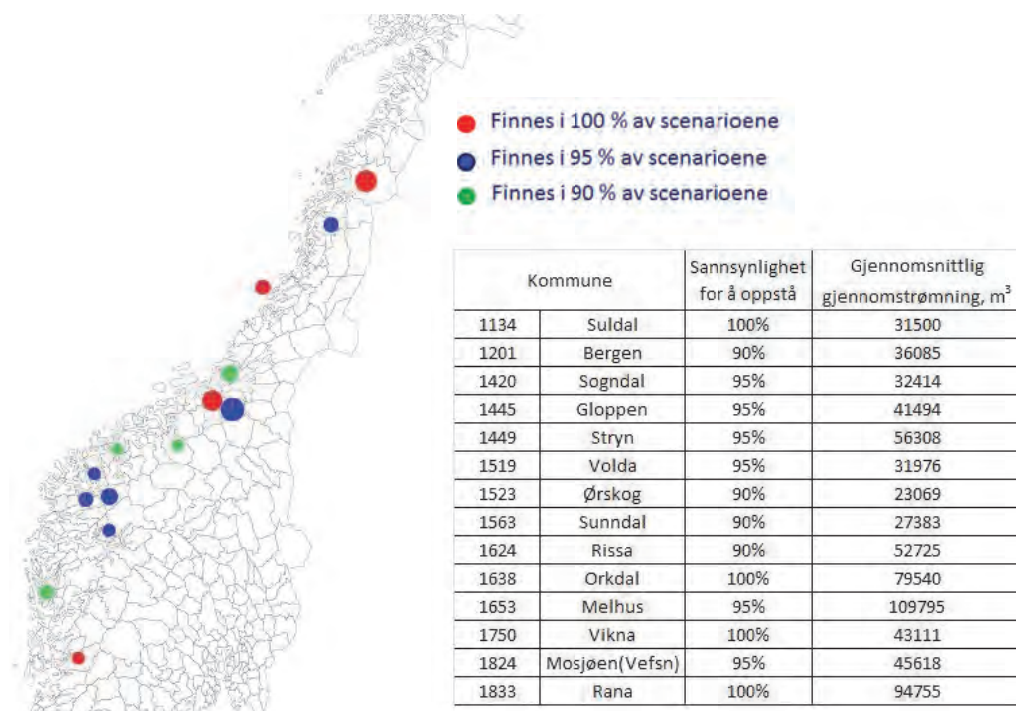 Finnes i 100 % av scenarioene
Finnes i 95 % av scenarioene
Finnes i 90 % av scenarioene
Kommune Sannsynlighet for å oppstå Gjennomsnittlig gjennomstrømning, m³
1134 Suldal 100% 31500
1201 Bergen 90% 36085
1420 Sogndal 95% 32414
1445 Gloppen 95% 41494
1449 Stryn 95% 56308
1519 Volda 95% 31976
1523 Ørskog 90% 23069
1563 Sunndal 90% 27383
1624 Rissa 90% 52725
1638 Orkdal 100% 79540
1653 Melhus 95% 109795
1750 Vikna 100% 43111
1824 Mosjøen(Vefsn) 95% 45618
1833 Rana 100% 94755